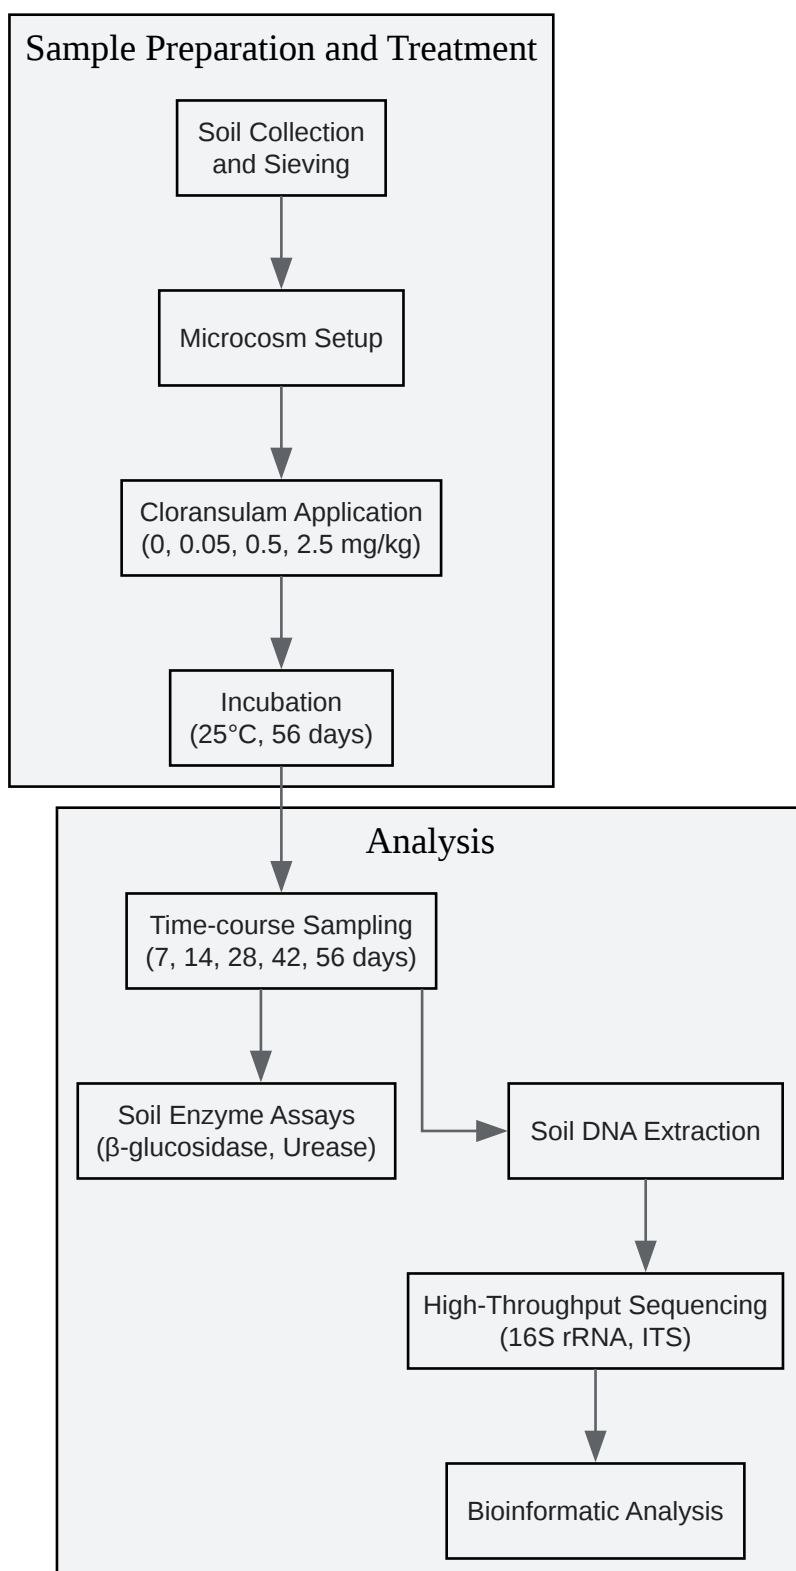 Sample Preparation and Treatment
Soil Collection
and Sieving
Microcosm Setup
Cloransulam Application
(0, 0.05, 0.5, 2.5 mg/kg)
Incubation
(25°C, 56 days)
Analysis
Time-course Sampling
(7, 14, 28, 42, 56 days)
Soil Enzyme Assays
(β-glucosidase, Urease)
Soil DNA Extraction
High-Throughput Sequencing
(16S rRNA, ITS)
Bioinformatic Analysis